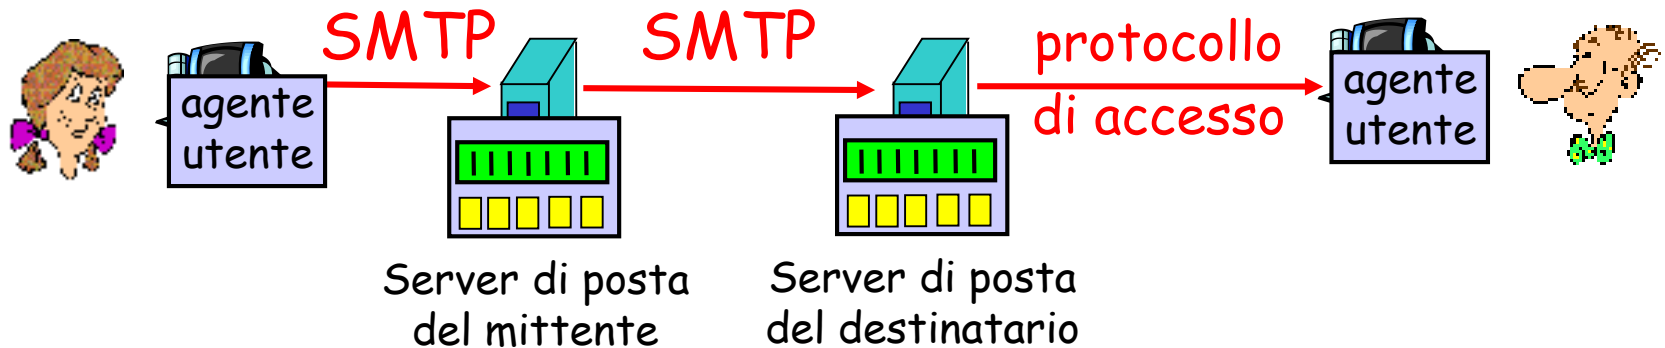 SMTP
SMTP
protocollo
di accesso
agente
utente
agente
utente
Server di posta
del mittente
Server di posta
del destinatario